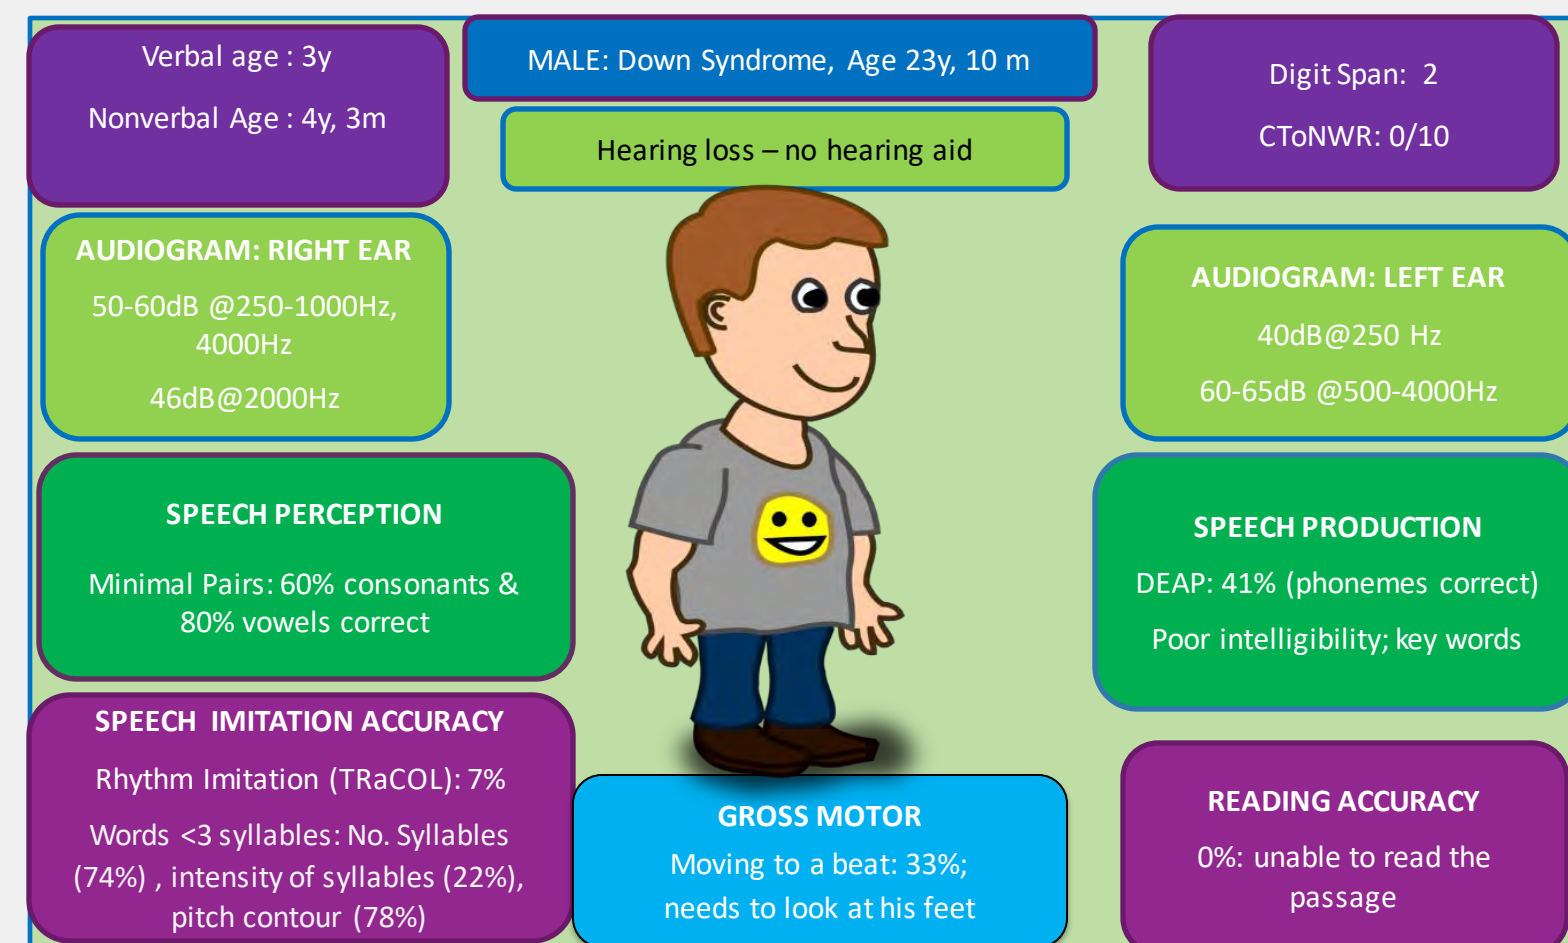 Verbal age : 3y
Nonverbal Age : 4y, 3m
MALE: Down Syndrome, Age 23y, 10 m
Hearing loss – no hearing aid
Digit Span: 2
CToNWR: 0/10
AUDIOGRAM: RIGHT EAR
50-60dB @250-1000Hz,
4000Hz
46dB@2000Hz
AUDIOGRAM: LEFT EAR
40dB@250 Hz
60-65dB @500-4000Hz
SPEECH PERCEPTION
Minimal Pairs: 60% consonants &
80% vowels correct
SPEECH PRODUCTION
DEAP: 41% (phonemes correct)
Poor intelligibility; key words
SPEECH IMITATION ACCURACY
Rhythm Imitation (TRaCOL): 7%
Words <3 syllables: No. Syllables
(74%) , intensity of syllables (22%),
pitch contour (78%)
GROSS MOTOR
Moving to a beat: 33%;
needs to look at his feet
READING ACCURACY
0%: unable to read the
passage